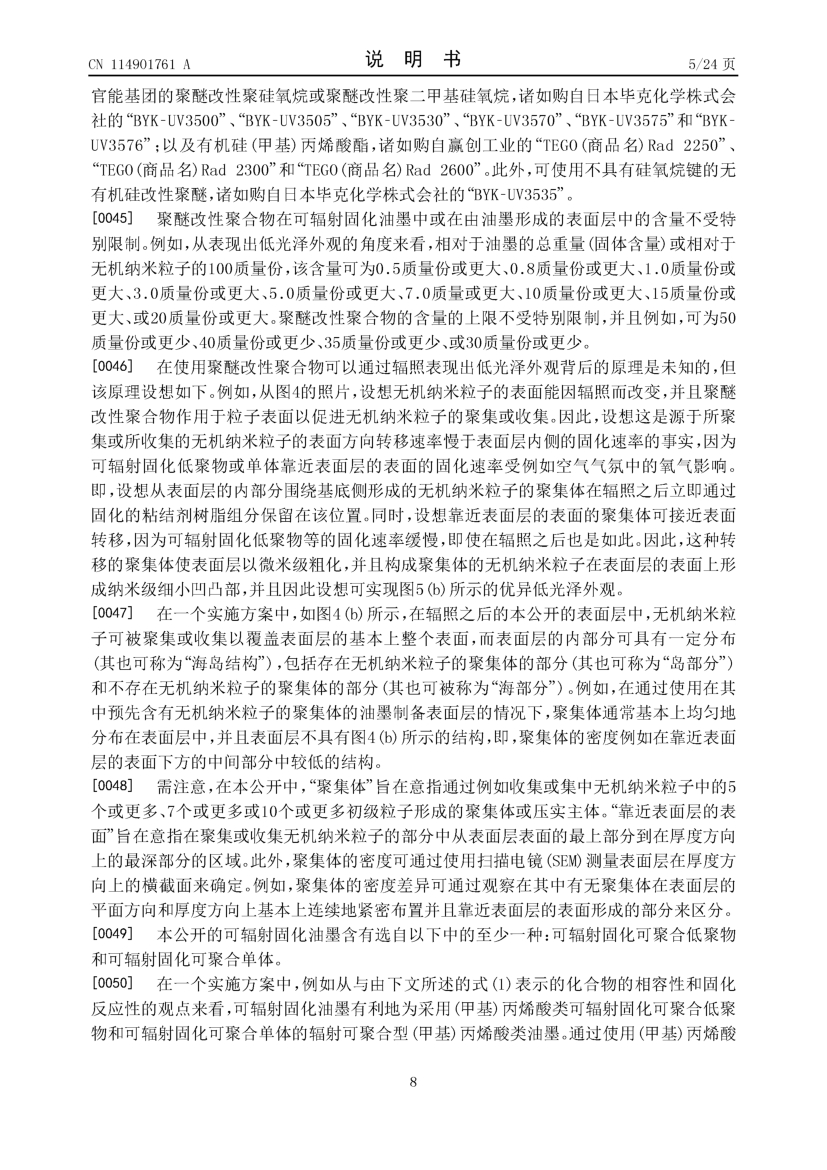 CN 114901761 A
说 明 书
5/24 页
官能基团的聚醚改性聚硅氧烷或聚醚改性聚二甲基硅氧烷,诸如购自日本毕克化学株式会
社的“BYK-UV3500”、“BYK-UV3505”、“BYK-UV3530”、“BYK-UV3570”、“BYK-UV3575”和“BYK-
UV3576”;以及有机硅(甲基)丙烯酸酯,诸如购自赢创工业的“TEGO(商品名)Rad 2250”、
“TEGO(商品名)Rad 2300”和“TEGO(商品名)Rad 2600”。此外,可使用不具有硅氧烷键的无
有机硅改性聚醚,诸如购自日本毕克化学株式会社的“BYK-UV3535”。
[0045] 聚醚改性聚合物在可辐射固化油墨中或在由油墨形成的表面层中的含量不受特
别限制。例如,从表现出低光泽外观的角度来看,相对于油墨的总重量(固体含量)或相对于
无机纳米粒子的100质量份,该含量可为0.5质量份或更大、0.8质量份或更大、1.0质量份或
更大、3.0质量份或更大、5.0质量份或更大、7.0质量或更大、10质量份或更大、15质量份或
更大、或20质量份或更大。聚醚改性聚合物的含量的上限不受特别限制,并且例如,可为50
质量份或更少、40质量份或更少、35质量份或更少、或30质量份或更少。
[0046] 在使用聚醚改性聚合物可以通过辐照表现出低光泽外观背后的原理是未知的,但
该原理设想如下。例如,从图4的照片,设想无机纳米粒子的表面能因辐照而改变,并且聚醚
改性聚合物作用于粒子表面以促进无机纳米粒子的聚集或收集。因此,设想这是源于所聚
集或所收集的无机纳米粒子的表面方向转移速率慢于表面层内侧的固化速率的事实,因为
可辐射固化低聚物或单体靠近表面层的表面的固化速率受例如空气气氛中的氧气影响。
即,设想从表面层的内部分围绕基底侧形成的无机纳米粒子的聚集体在辐照之后立即通过
固化的粘结剂树脂组分保留在该位置。同时,设想靠近表面层的表面的聚集体可接近表面
转移,因为可辐射固化低聚物等的固化速率缓慢,即使在辐照之后也是如此。因此,这种转
移的聚集体使表面层以微米级粗化,并且构成聚集体的无机纳米粒子在表面层的表面上形
成纳米级细小凹凸部,并且因此设想可实现图5(b)所示的优异低光泽外观。
[0047] 在一个实施方案中,如图4(b)所示,在辐照之后的本公开的表面层中,无机纳米粒
子可被聚集或收集以覆盖表面层的基本上整个表面,而表面层的内部分可具有一定分布
(其也可称为“海岛结构”),包括存在无机纳米粒子的聚集体的部分(其也可称为“岛部分”)
和不存在无机纳米粒子的聚集体的部分(其也可被称为“海部分”)。例如,在通过使用在其
中预先含有无机纳米粒子的聚集体的油墨制备表面层的情况下,聚集体通常基本上均匀地
分布在表面层中,并且表面层不具有图4(b)所示的结构,即,聚集体的密度例如在靠近表面
层的表面下方的中间部分中较低的结构。
[0048] 需注意,在本公开中,“聚集体”旨在意指通过例如收集或集中无机纳米粒子中的5
个或更多、7个或更多或10个或更多初级粒子形成的聚集体或压实主体。“靠近表面层的表
面”旨在意指在聚集或收集无机纳米粒子的部分中从表面层表面的最上部分到在厚度方向
上的最深部分的区域。此外,聚集体的密度可通过使用扫描电镜(SEM)测量表面层在厚度方
向上的横截面来确定。例如,聚集体的密度差异可通过观察在其中有无聚集体在表面层的
平面方向和厚度方向上基本上连续地紧密布置并且靠近表面层的表面形成的部分来区分。
[0049] 本公开的可辐射固化油墨含有选自以下中的至少一种:可辐射固化可聚合低聚物
和可辐射固化可聚合单体。
[0050] 在一个实施方案中,例如从与由下文所述的式(1)表示的化合物的相容性和固化
反应性的观点来看,可辐射固化油墨有利地为采用(甲基)丙烯酸类可辐射固化可聚合低聚
物和可辐射固化可聚合单体的辐射可聚合型(甲基)丙烯酸类油墨。通过使用(甲基)丙烯酸
8